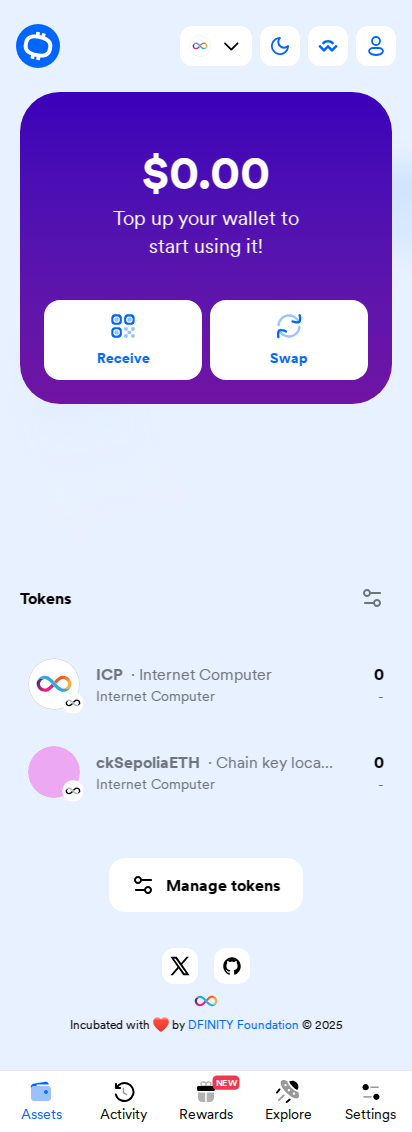 $0.00
Top up your wallet to
start using it!
Receive
Swap
Tokens
ICP · Internet Computer
0
Internet Computer
-
ckSepoliaETH · Chain key loca...
0
Internet Computer
-
Manage tokens
Incubated with ❤️ by DFINITY Foundation © 2025
NEW
Assets
Activity
Rewards
Explore
Settings